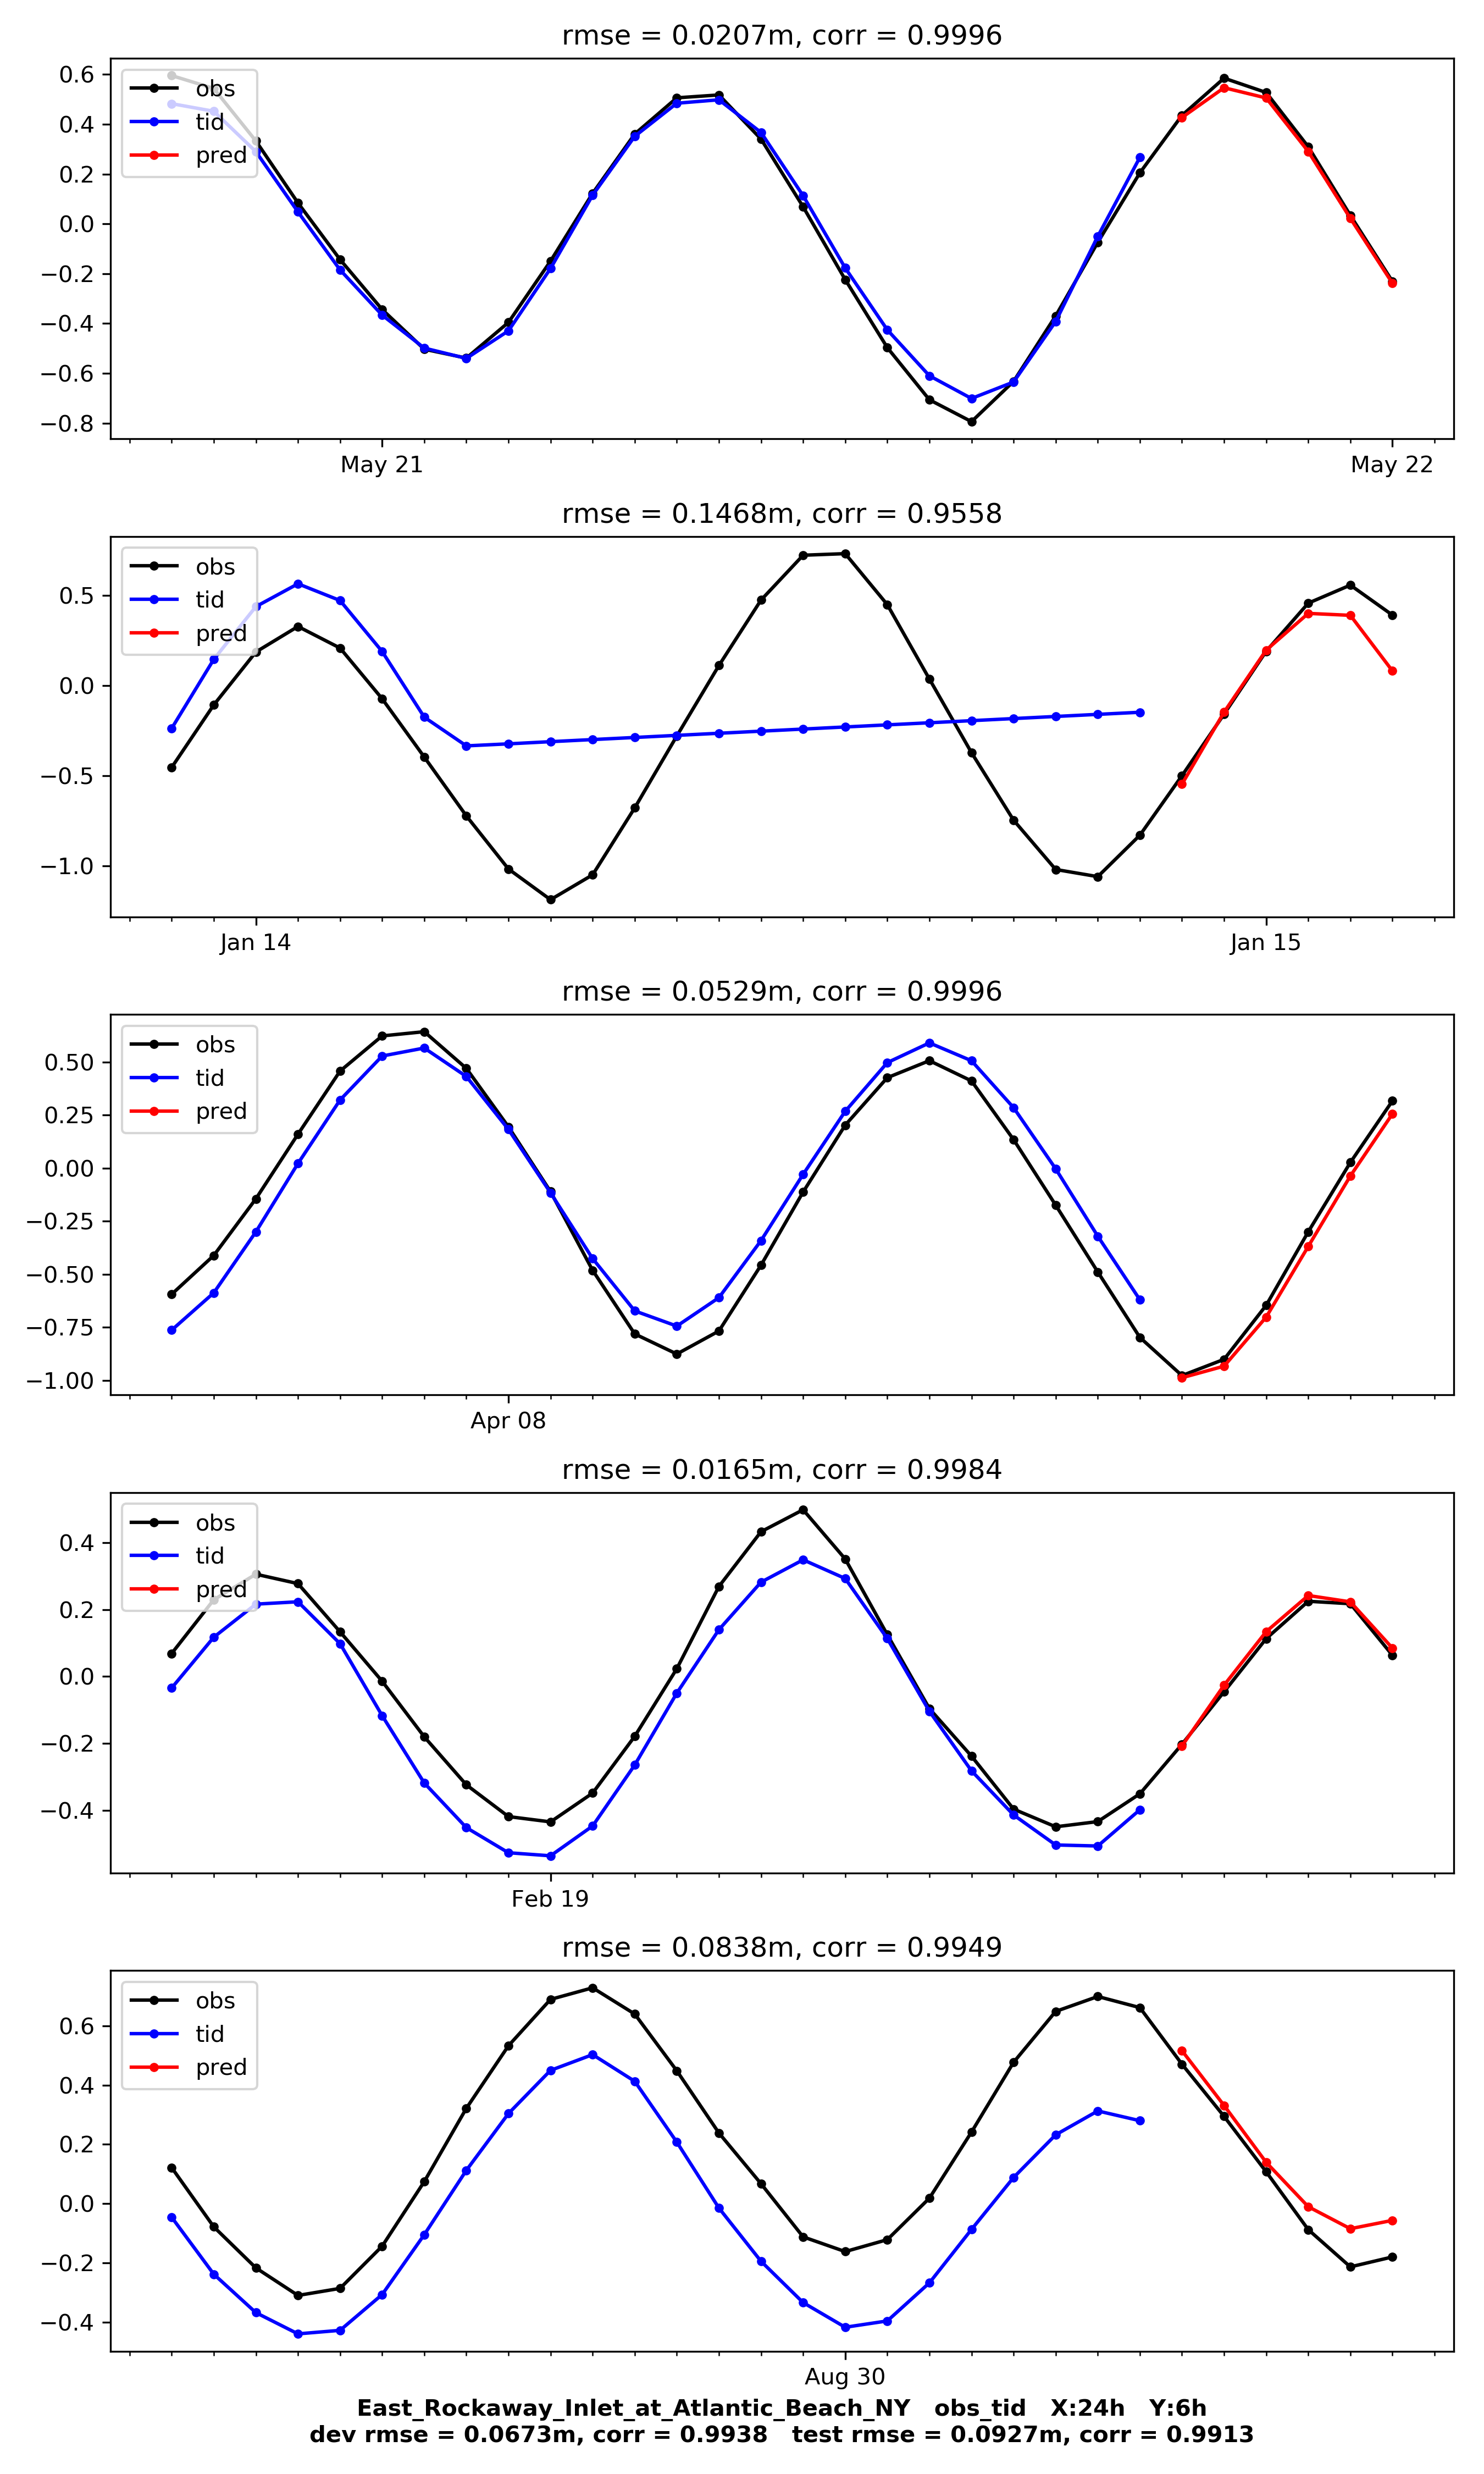 rmse = 0.0207m, corr = 0.9996
0.6
0.4
0.2
0.0
−0.2
−0.4
−0.6
−0.8
obs
tid
pred
May 21 May 22
rmse = 0.1468m, corr = 0.9558
0.5
0.0
−0.5
−1.0
obs
tid
pred
Jan 14 Jan 15
rmse = 0.0529m, corr = 0.9996
0.50
0.25
0.00
−0.25
−0.50
−0.75
−1.00
obs
tid
pred
Apr 08
rmse = 0.0165m, corr = 0.9984
0.4
0.2
0.0
−0.2
−0.4
obs
tid
pred
Feb 19
rmse = 0.0838m, corr = 0.9949
0.6
0.4
0.2
0.0
−0.2
−0.4
obs
tid
pred
Aug 30
East_Rockaway_Inlet_at_Atlantic_Beach_NY obs_tid X:24h Y:6h
dev rmse = 0.0673m, corr = 0.9938 test rmse = 0.0927m, corr = 0.9913